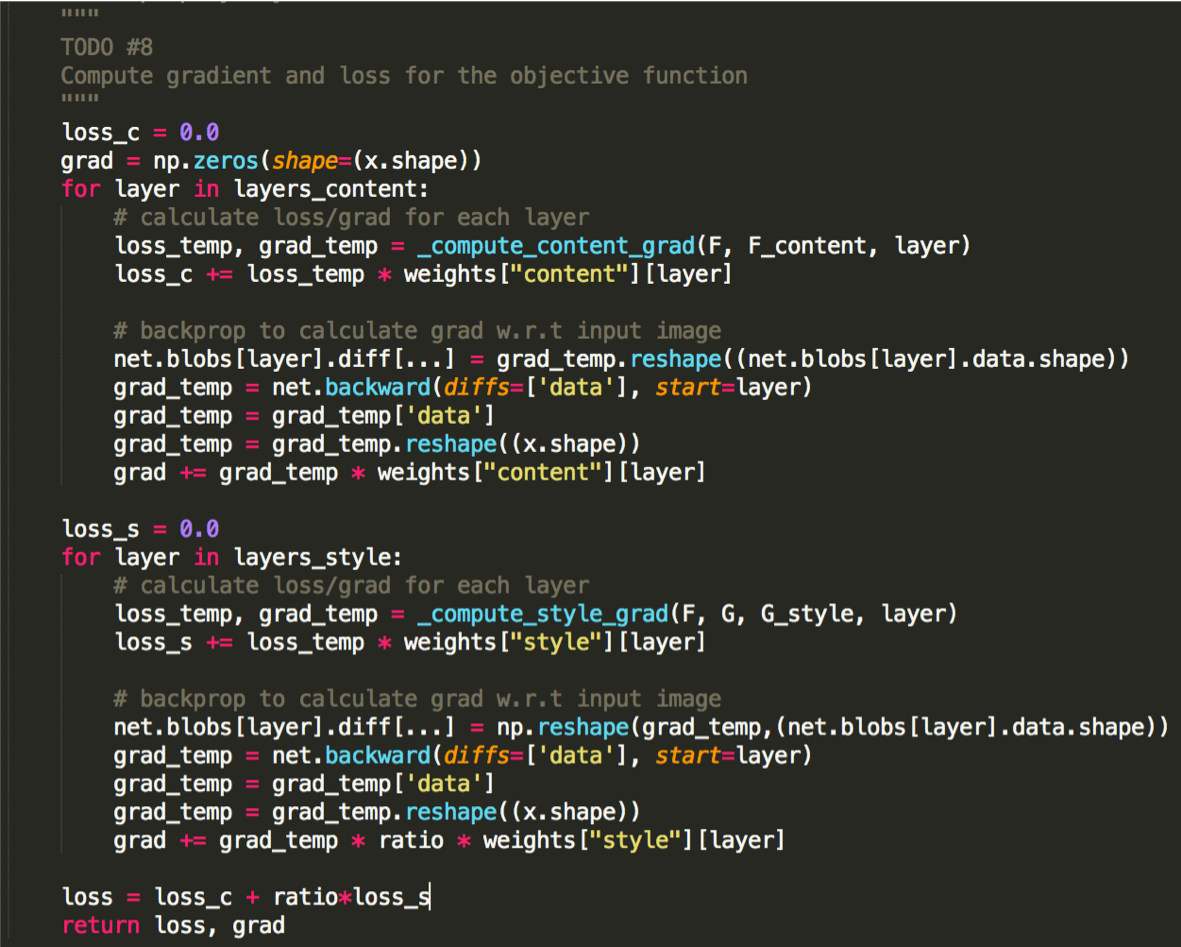 """
TODO #8
Compute gradient and loss for the objective function
"""
loss_c = 0.0
grad = np.zeros(shape=(x.shape))
for layer in layers_content:
    # calculate loss/grad for each layer
    loss_temp, grad_temp = _compute_content_grad(F, F_content, layer)
    loss_c += loss_temp * weights["content"][layer]

    # backprop to calculate grad w.r.t input image
    net.blobs[layer].diff[...] = grad_temp.reshape((net.blobs[layer].data.shape))
    grad_temp = net.backward(diffs=['data'], start=layer)
    grad_temp = grad_temp['data']
    grad_temp = grad_temp.reshape((x.shape))
    grad += grad_temp * weights["content"][layer]

loss_s = 0.0
for layer in layers_style:
    # calculate loss/grad for each layer
    loss_temp, grad_temp = _compute_style_grad(F, G, G_style, layer)
    loss_s += loss_temp * weights["style"][layer]

    # backprop to calculate grad w.r.t input image
    net.blobs[layer].diff[...] = np.reshape(grad_temp,(net.blobs[layer].data.shape))
    grad_temp = net.backward(diffs=['data'], start=layer)
    grad_temp = grad_temp['data']
    grad_temp = grad_temp.reshape((x.shape))
    grad += grad_temp * ratio * weights["style"][layer]

loss = loss_c + ratio*loss_s
return loss, grad